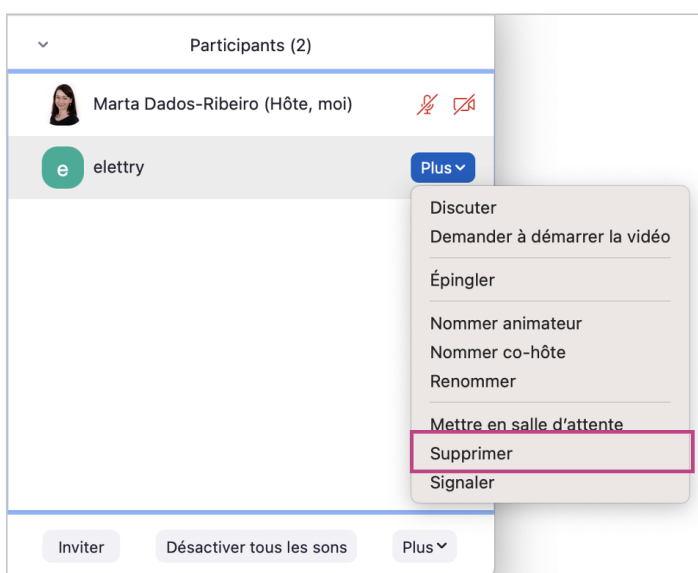 Participants (2)
Marta Dados-Ribeiro (Hôte, moi)
e elettry Plus
Discuter
Demander à démarrer la vidéo
Épingler
Nommer animateur
Nommer co-hôte
Renommer
Mettre en salle d'attente
Supprimer
Signaler
Inviter Désactiver tous les sons Plus